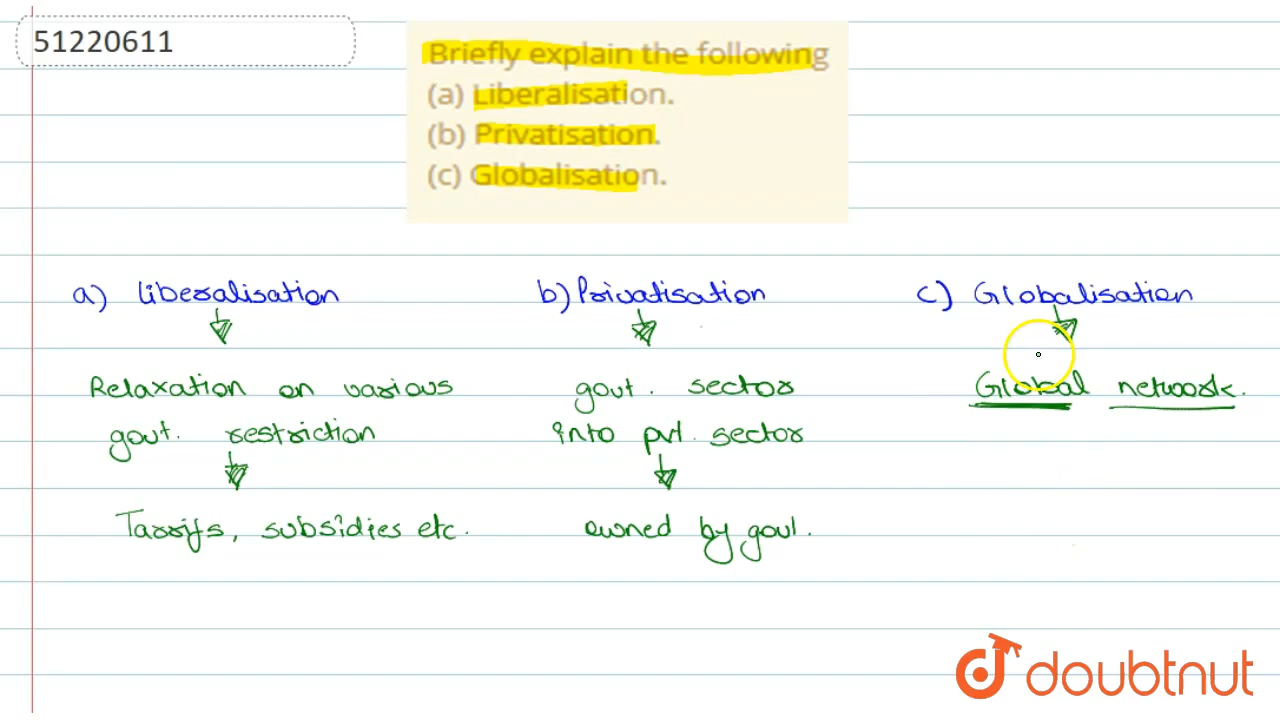 51220611
Briefly explain the following
(a) Liberalisation.
(b) Privatisation.
(c) Globalisation.
a) liberalisation
b) Privatisation
c) Globalisation
Relaxation on various
govt. restriction
Tarrifs, subsidies etc.
govt. sector
into pvt. sector
owned by govt.
Global network.
doubtnut